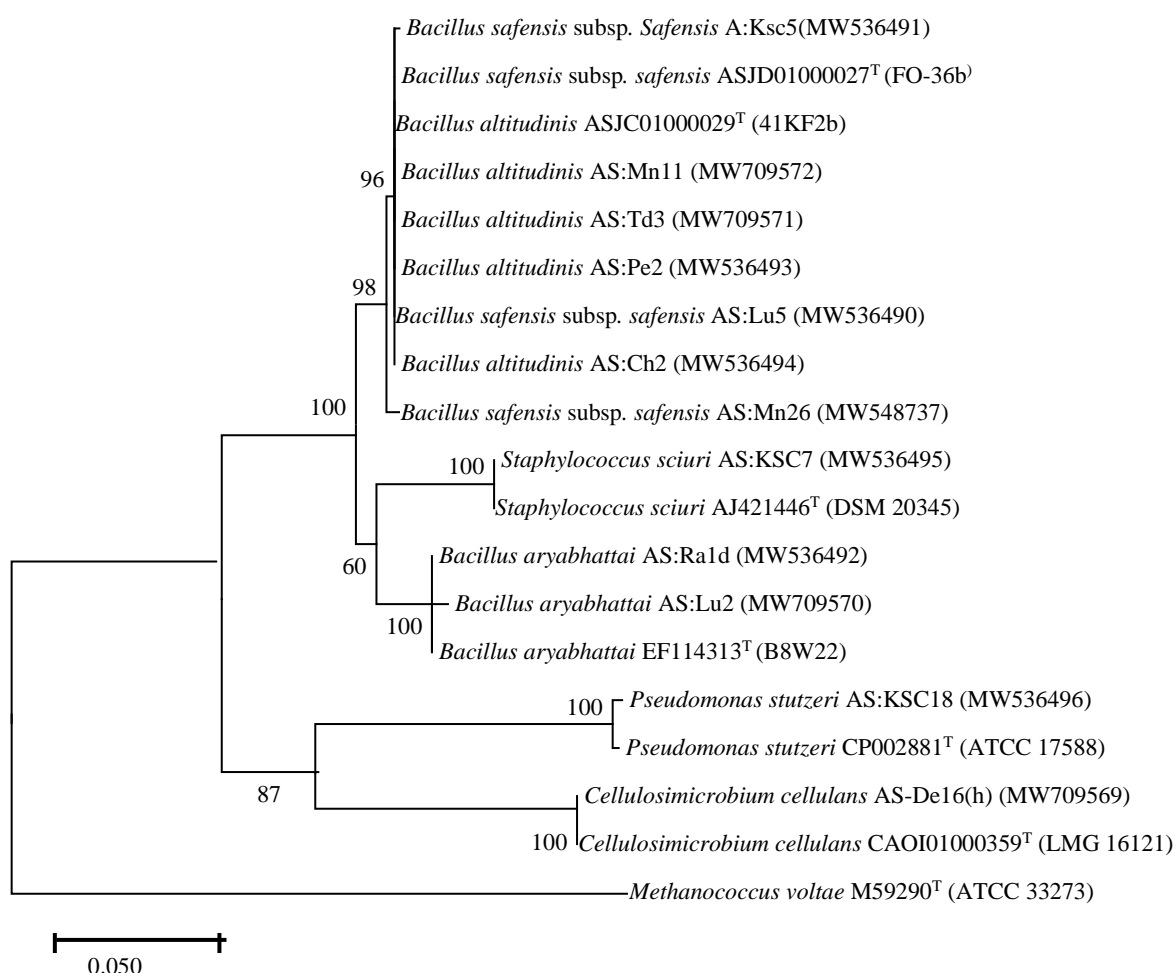 Bacillus safensis subsp. Safensis A:Ksc5(MW536491)
Bacillus safensis subsp. safensis ASJD01000027ᵀ (FO-36b⁾
Bacillus altitudinis ASJC01000029ᵀ (41KF2b)
96
Bacillus altitudinis AS:Mn11 (MW709572)
Bacillus altitudinis AS:Td3 (MW709571)
Bacillus altitudinis AS:Pe2 (MW536493)
98
Bacillus safensis subsp. safensis AS:Lu5 (MW536490)
Bacillus altitudinis AS:Ch2 (MW536494)
100
Bacillus safensis subsp. safensis AS:Mn26 (MW548737)
100
Staphylococcus sciuri AS:KSC7 (MW536495)
Staphylococcus sciuri AJ421446ᵀ (DSM 20345)
60
Bacillus aryabhattai AS:Ra1d (MW536492)
Bacillus aryabhattai AS:Lu2 (MW709570)
100
Bacillus aryabhattai EF114313ᵀ (B8W22)
100
Pseudomonas stutzeri AS:KSC18 (MW536496)
Pseudomonas stutzeri CP002881ᵀ (ATCC 17588)
87
Cellulosimicrobium cellulans AS-De16(h) (MW709569)
100
Cellulosimicrobium cellulans CAOI01000359ᵀ (LMG 16121)
Methanococcus voltae M59290ᵀ (ATCC 33273)
0.050